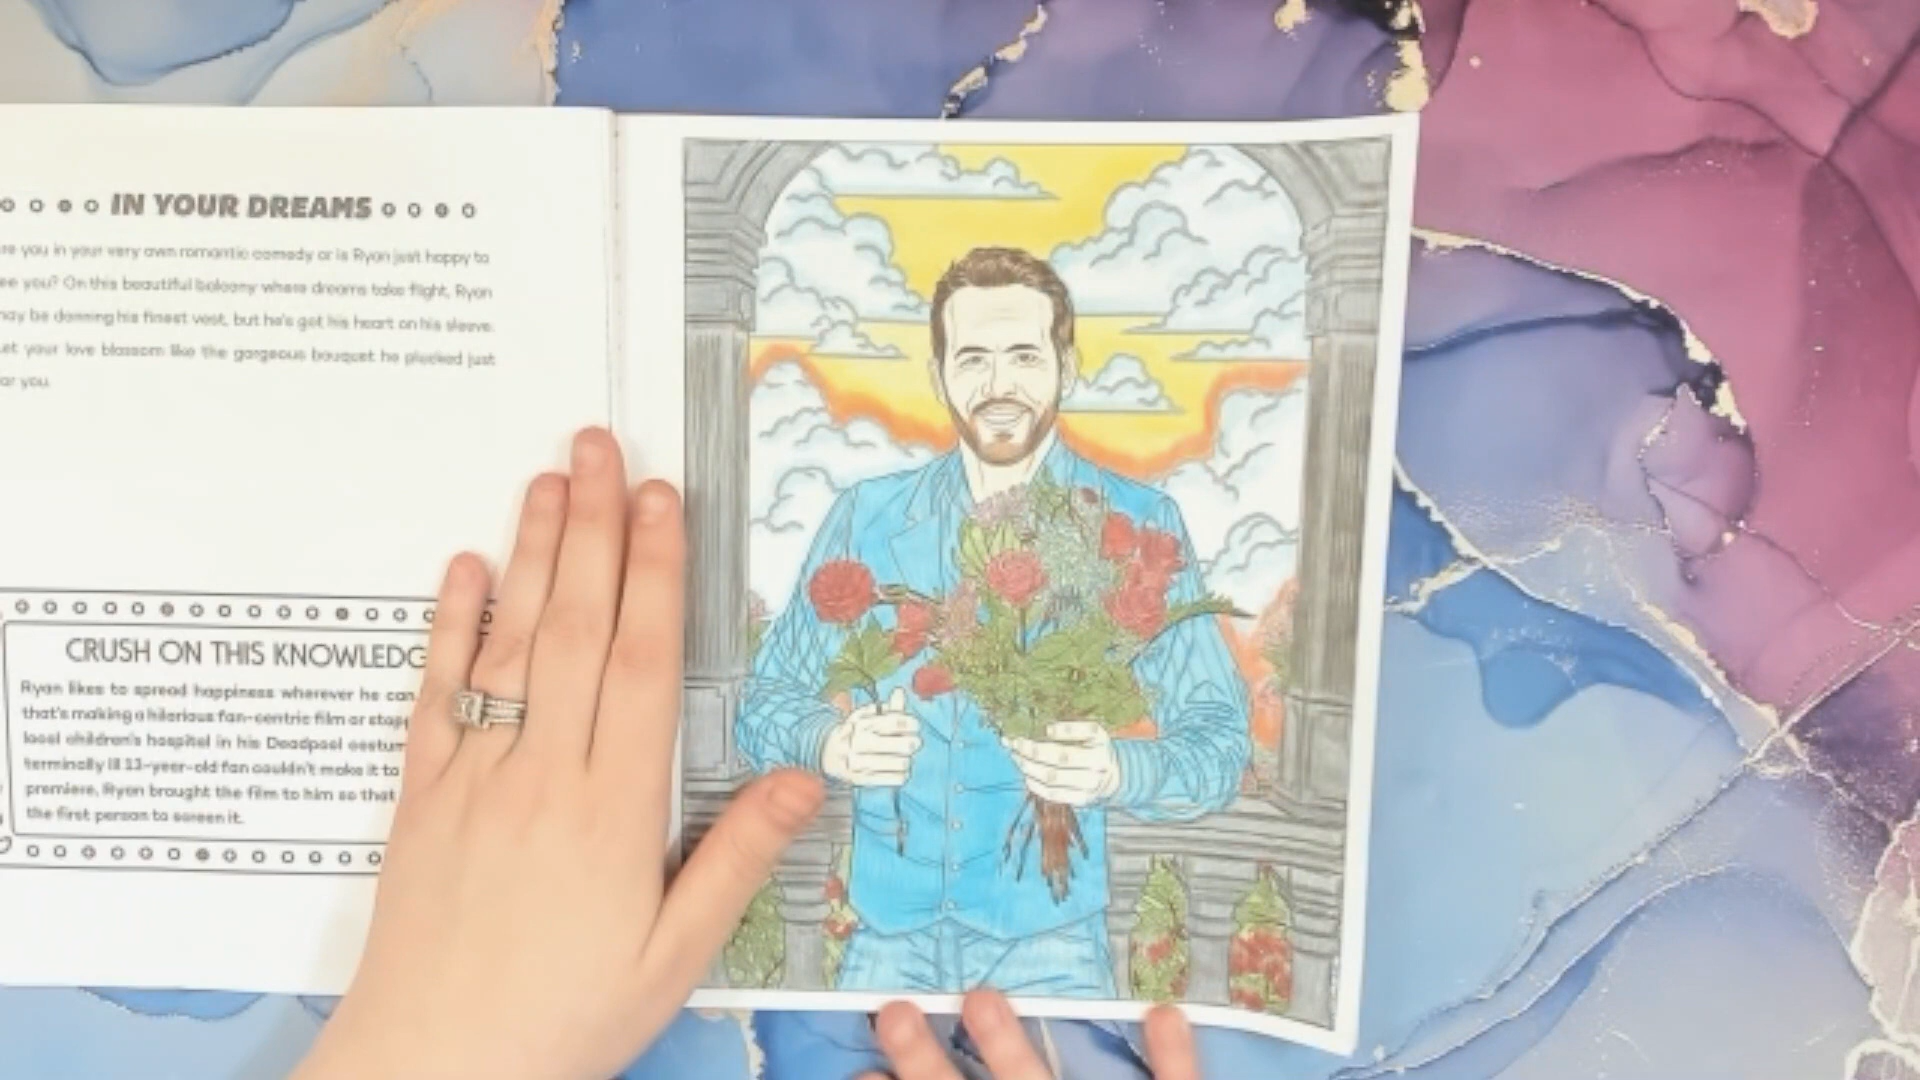 IN YOUR DREAMS
re you in your very own romantic comedy or is Ryan just happy to
ee you? On this beautiful balcony where dreams take flight, Ryan
may be donning his finest vest, but he's got his heart on his sleeve.
et your love blossom like the gorgeous bouquet he plucked just
or you.
CRUSH ON THIS KNOWLEDG
Ryan likes to spread happiness wherever he can
that's making a hilarious fan-centric film or stopp
local children's hospital in his Deadpool costum
terminally ill 13-year-old fan couldn't make it to
premiere, Ryan brought the film to him so that
the first person to screen it.